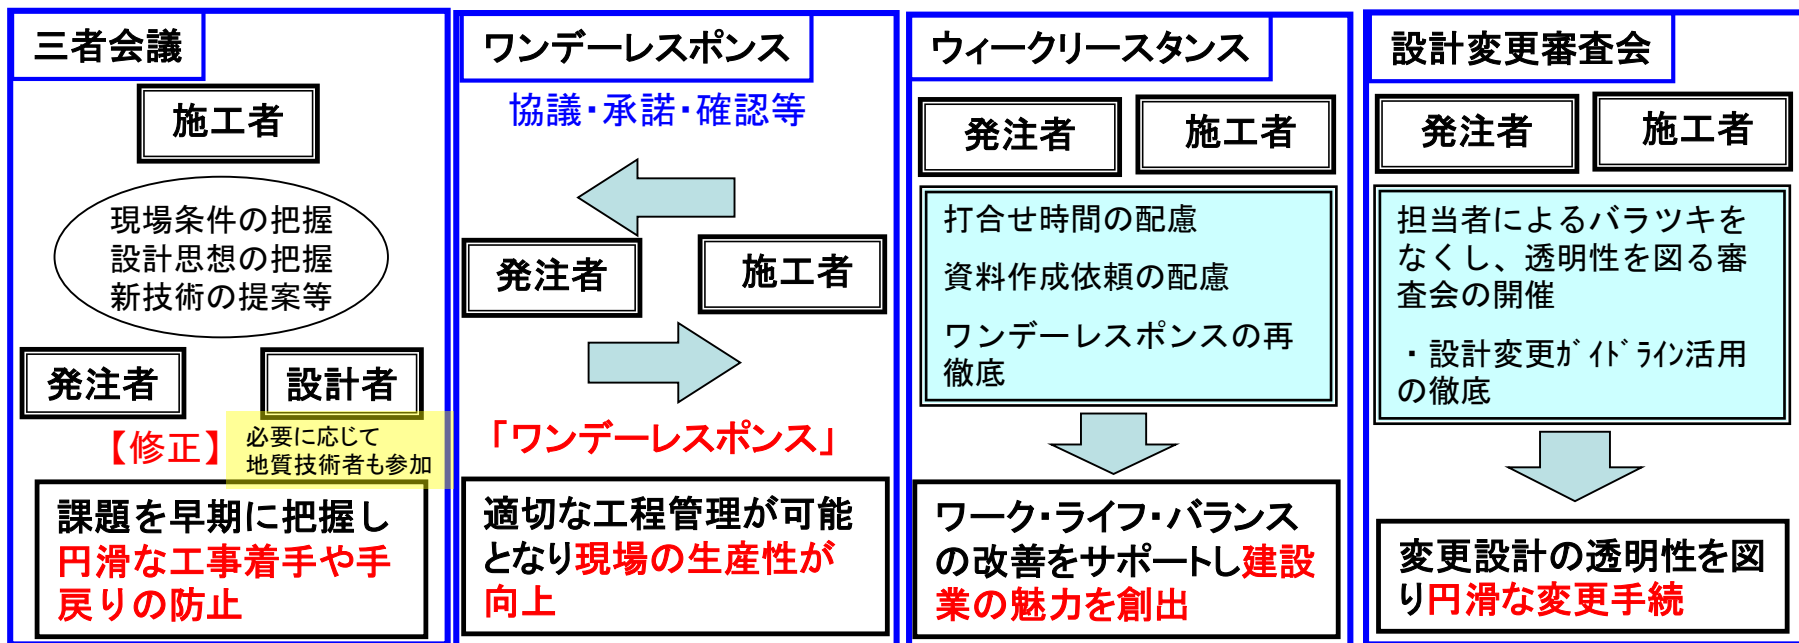 三者会議
施工者
現場条件の把握
設計思想の把握
新技術の提案等
発注者
設計者
【修正】
必要に応じて
地質技術者も参加
課題を早期に把握し
円滑な工事着手や手
戻りの防止
ワンデーレスポンス
協議・承諾・確認等
発注者
施工者
「ワンデーレスポンス」
適切な工程管理が可能
となり現場の生産性が
向上
ウィークリースタンス
発注者
施工者
打合せ時間の配慮
資料作成依頼の配慮
ワンデーレスポンスの再
徹底
ワーク・ライフ・バランス
の改善をサポートし建設
業の魅力を創出
設計変更審査会
発注者
施工者
担当者によるバラツキを
なくし、透明性を図る審
査会の開催
・設計変更ｶﾞｲﾄﾞﾗｲﾝ活用
の徹底
変更設計の透明性を図
り円滑な変更手続